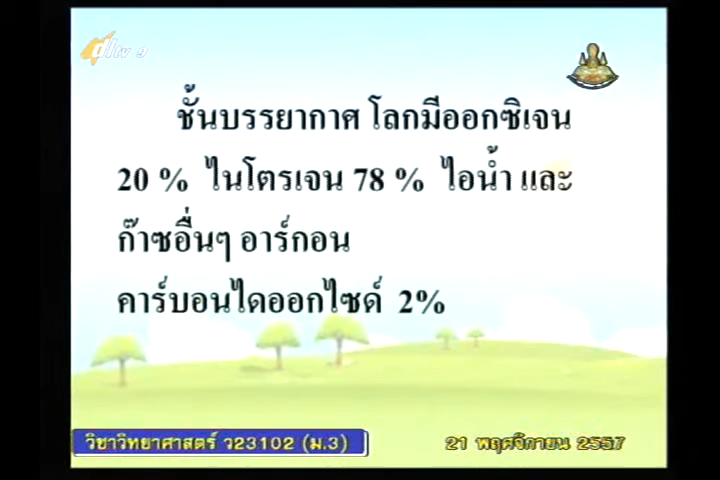 dltv 9
ชั้นบรรยากาศ โลกมีออกซิเจน
20 % ไนโตรเจน 78 % ไอน้ำ และ
ก๊าซอื่นๆ อาร์กอน
คาร์บอนไดออกไซด์ 2%
วิชาวิทยาศาสตร์ ว23102 (ม.3)
21 พฤศจิกายน 2557